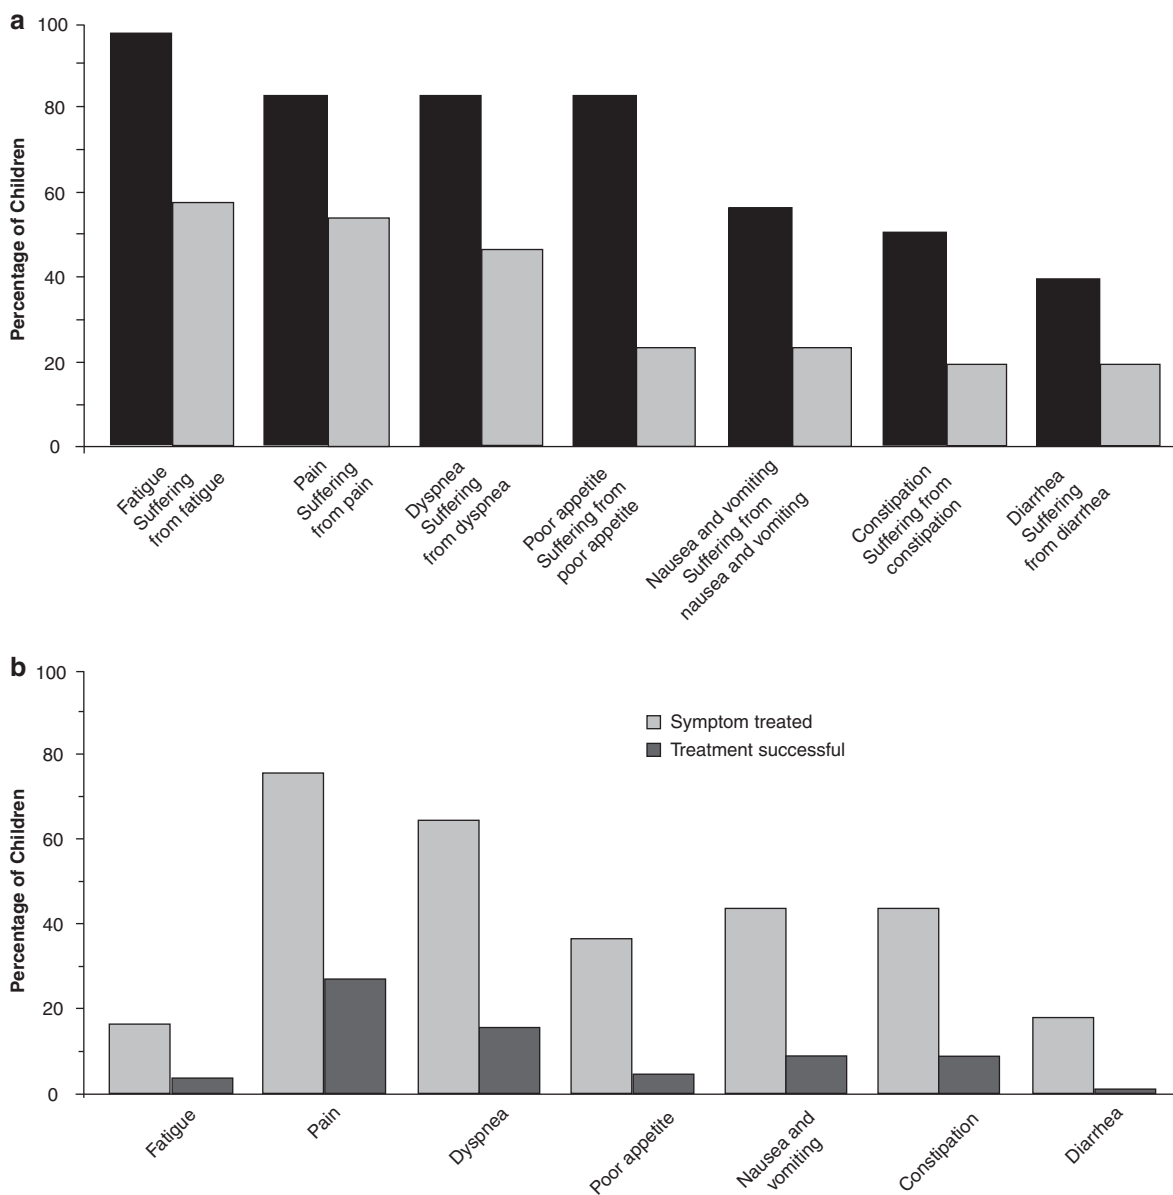 a
100
80
60
40
20
0
Percentage of Children
Fatigue
Suffering
from fatigue
Pain
Suffering
from pain
Dyspnea
Suffering
from dyspnea
Poor appetite
Suffering from
poor appetite
Nausea and vomiting
Suffering from
nausea and vomiting
Constipation
Suffering from
constipation
Diarrhea
Suffering
from diarrhea
b
100
80
60
40
20
0
Percentage of Children
Symptom treated
Treatment successful
Fatigue
Pain
Dyspnea
Poor appetite
Nausea and
vomiting
Constipation
Diarrhea